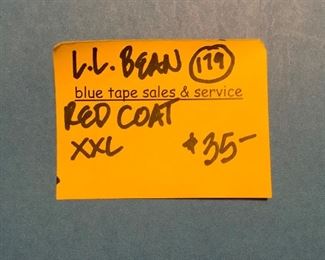 L.L. BEAN 179
blue tape sales & service
RED COAT
XXL $35-